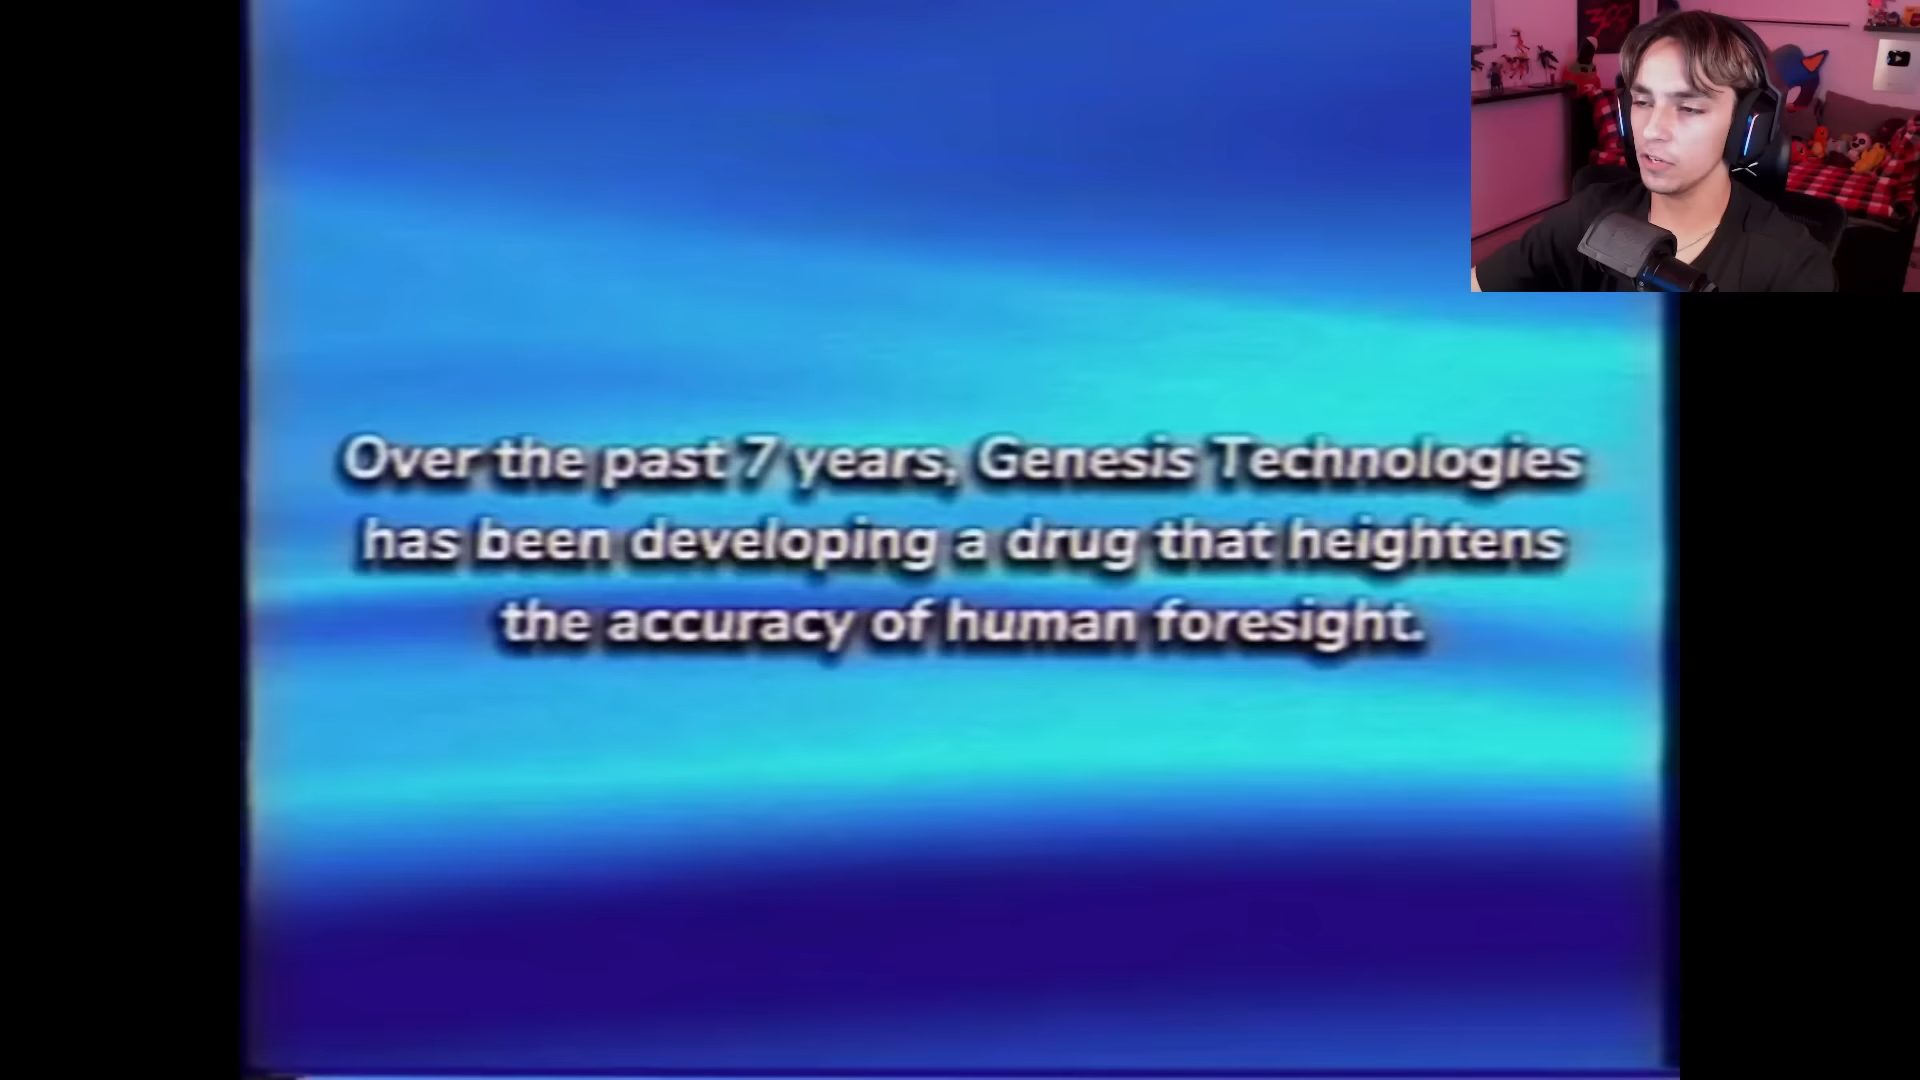 Over the past 7 years, Genesis Technologies
has been developing a drug that heightens
the accuracy of human foresight.